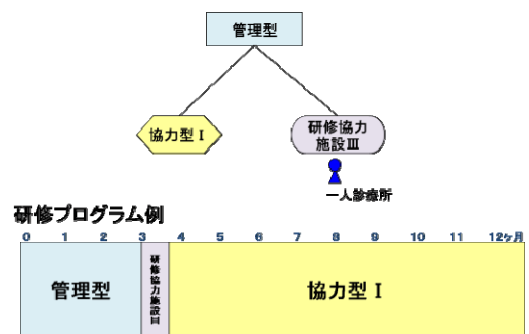 管理型
協力型Ⅰ
研修協力
施設Ⅲ
一人診療所
研修プログラム例
0 1 2 3 4 5 6 7 8 9 10 11 12ヶ月
管理型
研修協力施設Ⅲ
協力型Ⅰ